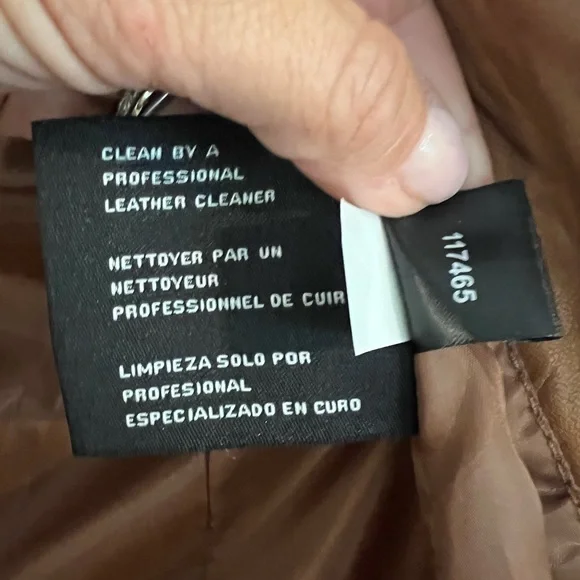 CLEAN BY A
PROFESSIONAL
LEATHER CLEANER
NETTOYER PAR UN
NETTOYEUR
PROFESSIONNEL DE CUIR
LIMPIEZA SOLO POR
PROFESIONAL
ESPECIALIZADO EN CURO
117465